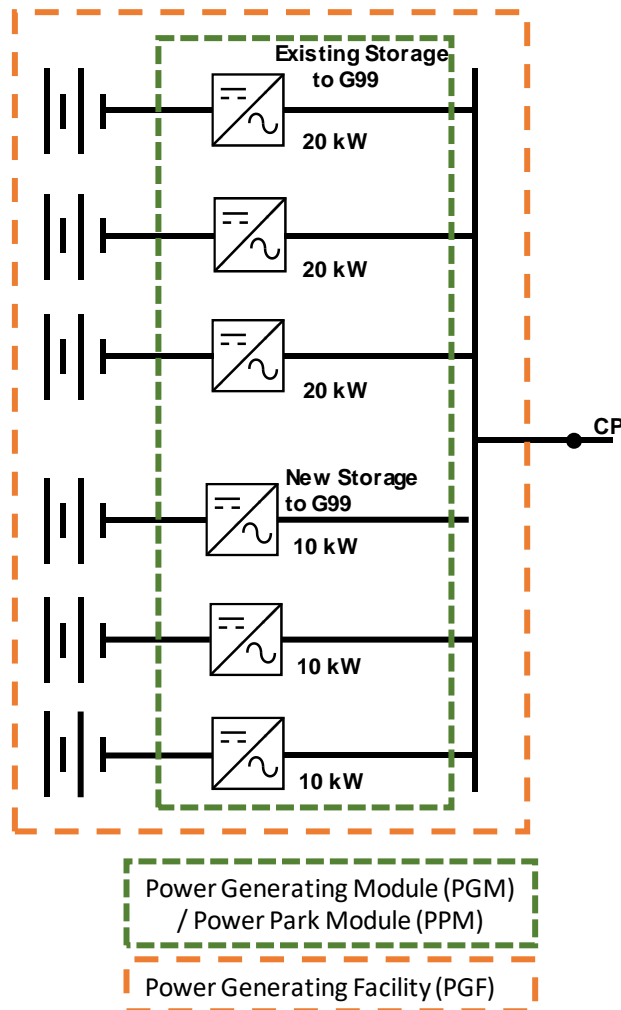 Existing Storage
to G99
20 kW
20 kW
20 kW
CP
New Storage
to G99
10 kW
10 kW
10 kW
Power Generating Module (PGM)
/ Power Park Module (PPM)
Power Generating Facility (PGF)